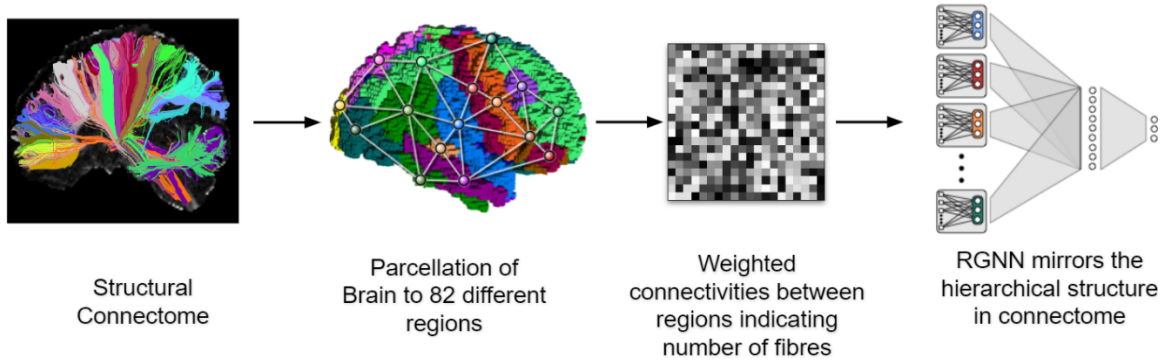 Structural
Connectome
Parcellation of
Brain to 82 different
regions
Weighted
connectivities between
regions indicating
number of fibres
RGNN mirrors the
hierarchical structure
in connectome